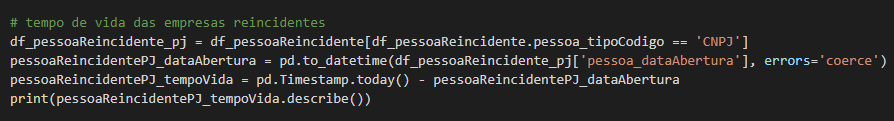 # tempo de vida das empresas reincidentes
df_pessoaReincidente_pj = df_pessoaReincidente[df_pessoaReincidente.pessoa_tipoCodigo == 'CNPJ']
pessoaReincidentePJ_dataAbertura = pd.to_datetime(df_pessoaReincidente_pj['pessoa_dataAbertura'], errors='coerce')
pessoaReincidentePJ_tempoVida = pd.Timestamp.today() - pessoaReincidentePJ_dataAbertura
print(pessoaReincidentePJ_tempoVida.describe())